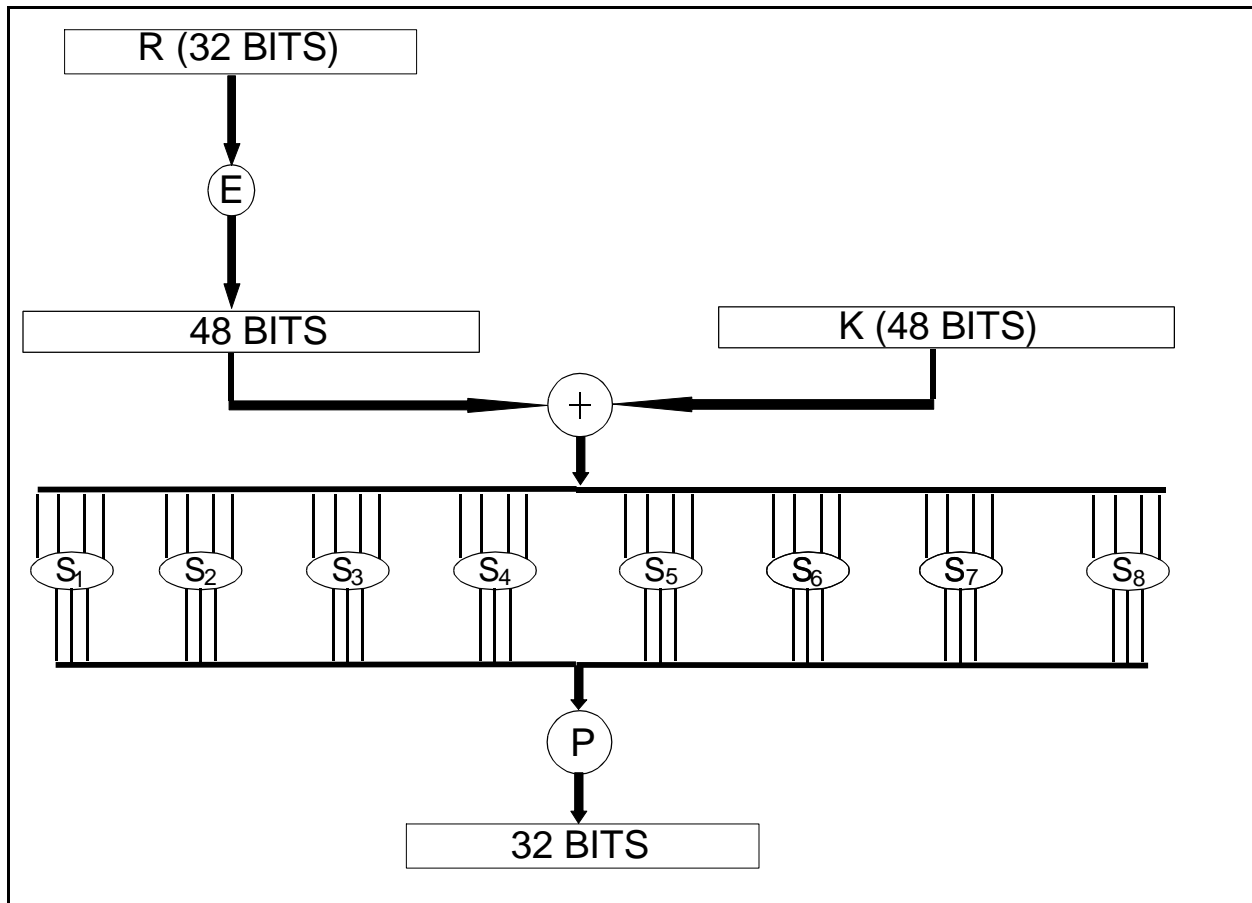 R (32 BITS)
E
48 BITS
K (48 BITS)
+
S1 S2 S3 S4 S5 S6 S7 S8
P
32 BITS